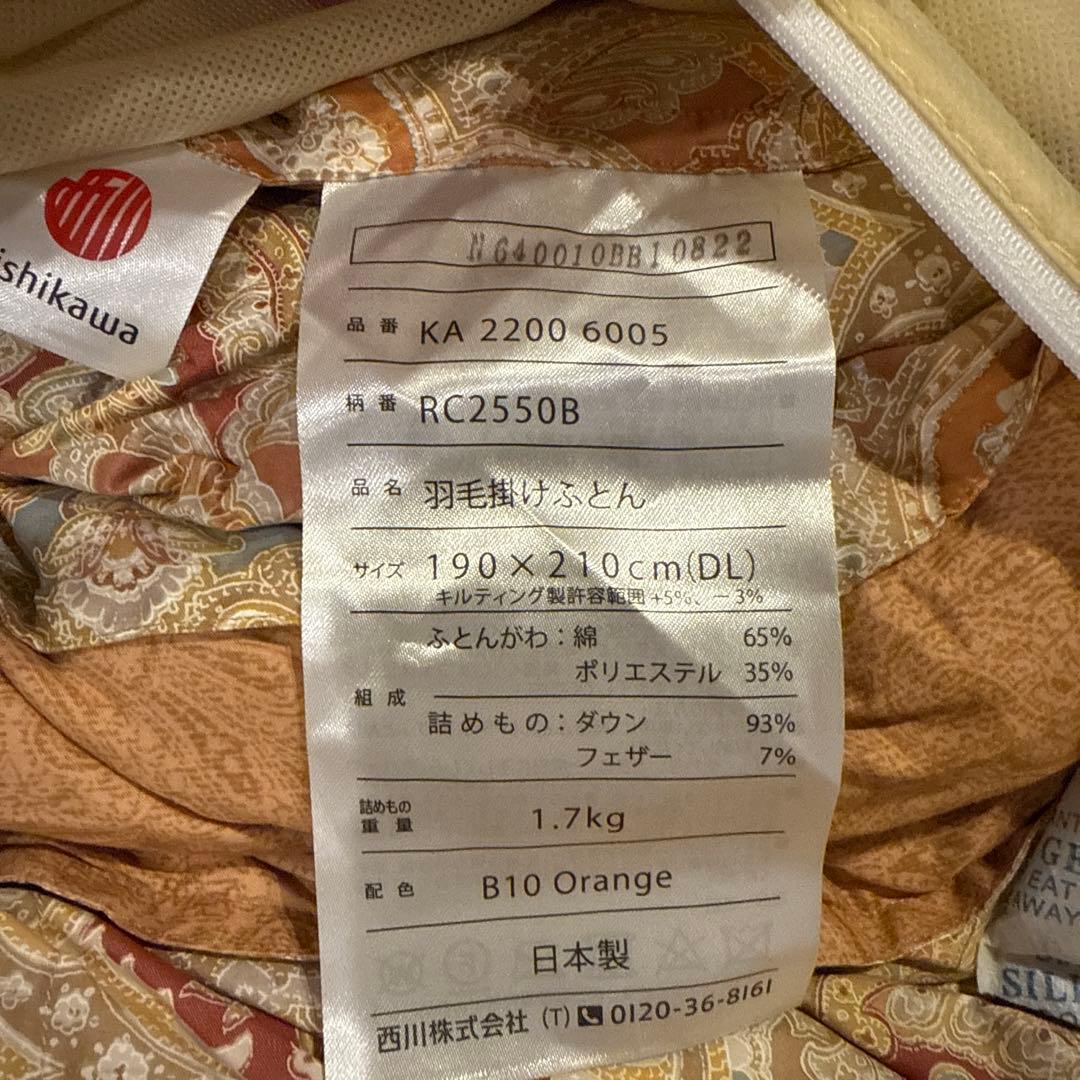 ishikawa
N640010BB10822
品番 KA 2200 6005
柄番 RC2550B
品名 羽毛掛けふとん
サイズ 190×210cm(DL)
キルティング製許容範囲 +5%、－3%
組成 ふとんがわ：綿 65%
ポリエステル 35%
詰めもの：ダウン 93%
フェザー 7%
詰めもの重量 1.7kg
配色 B10 Orange
日本製
西川株式会社 (T) 0120-36-8161
EAT
AWAY